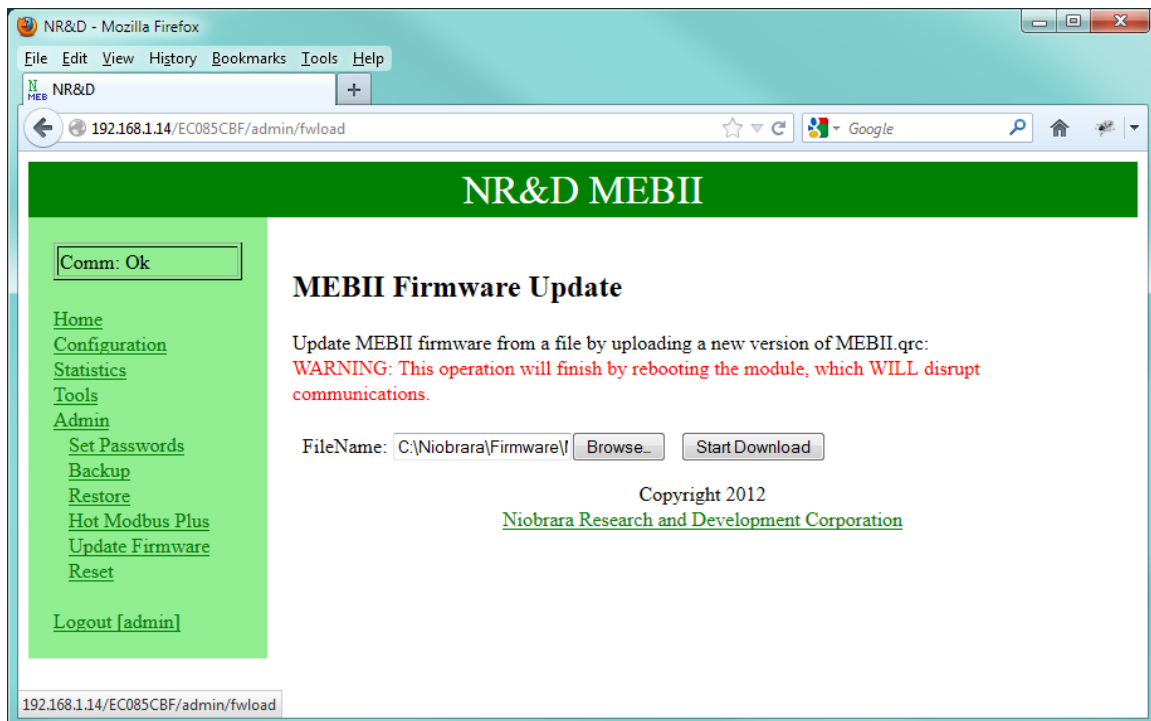 NR&D - Mozilla Firefox
File Edit View History Bookmarks Tools Help
N MEB NR&D +
192.168.1.14/EC085CBF/admin/fwload Google
NR&D MEBII
Comm: Ok
Home
Configuration
Statistics
Tools
Admin
Set Passwords
Backup
Restore
Hot Modbus Plus
Update Firmware
Reset
Logout [admin]
MEBII Firmware Update
Update MEBII firmware from a file by uploading a new version of MEBII.qrc:
WARNING: This operation will finish by rebooting the module, which WILL disrupt
communications.
FileName: C:\Niobrara\Firmware\ Browse... Start Download
Copyright 2012
Niobrara Research and Development Corporation
192.168.1.14/EC085CBF/admin/fwload